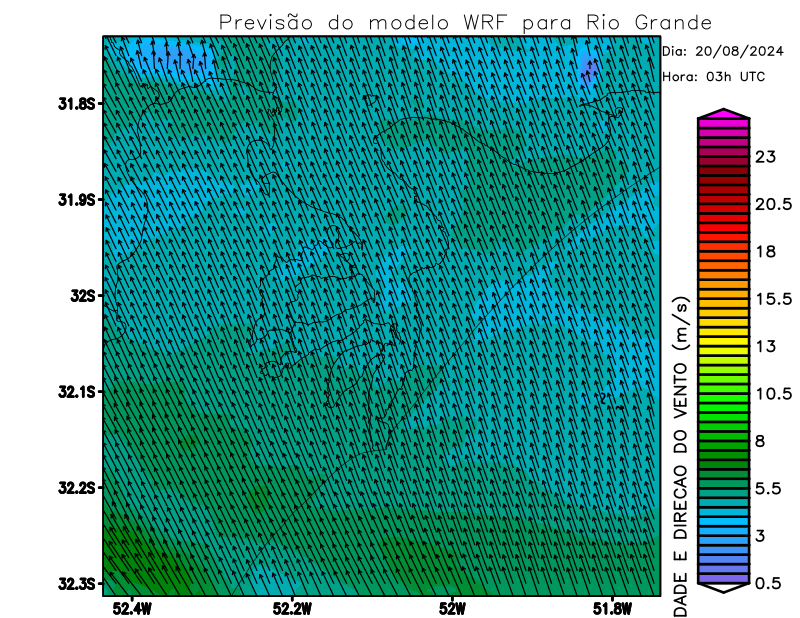 Previsão do modelo WRF para Rio Grande
Dia: 20/08/2024
Hora: 03h UTC
31.8S
31.9S
32S
32.1S
32.2S
32.3S
52.4W
52.2W
52W
51.8W
23
20.5
18
15.5
13
10.5
8
5.5
3
0.5
DADE E DIRECAO DO VENTO (m/s)